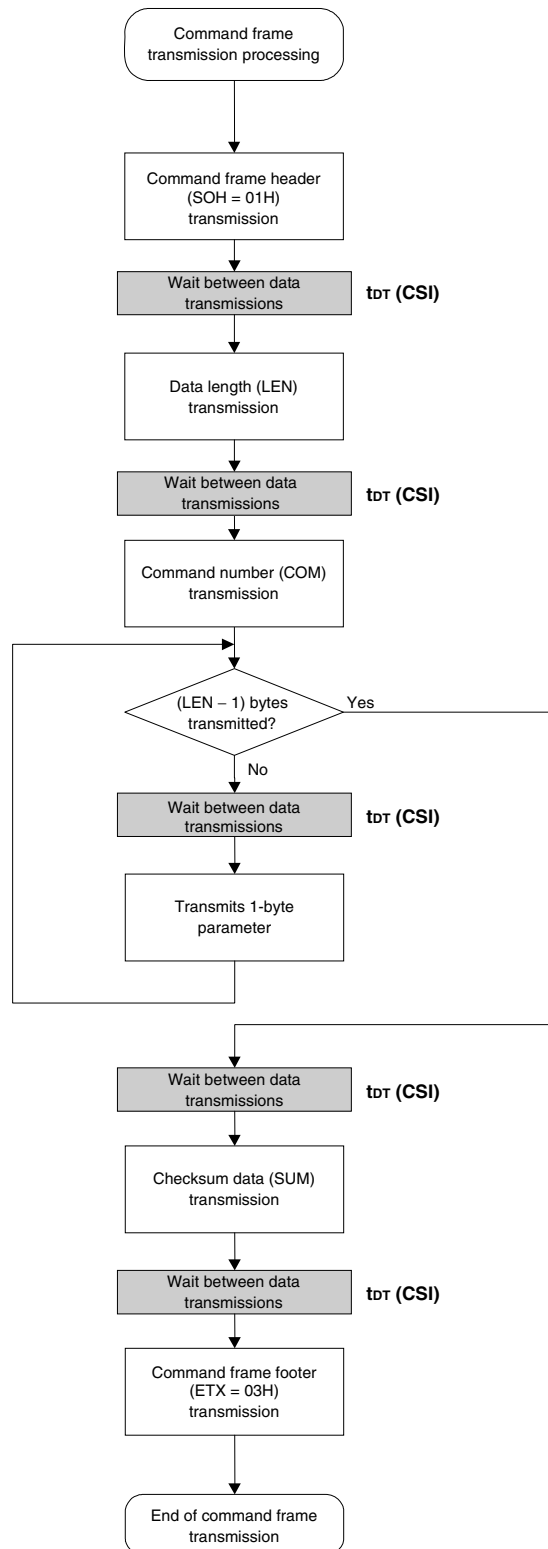 Command frame
transmission processing
Command frame header
(SOH = 01H)
transmission
Wait between data
transmissions
tDT (CSI)
Data length (LEN)
transmission
Wait between data
transmissions
tDT (CSI)
Command number (COM)
transmission
(LEN – 1) bytes
transmitted?
Yes
No
Wait between data
transmissions
tDT (CSI)
Transmits 1-byte
parameter
Wait between data
transmissions
tDT (CSI)
Checksum data (SUM)
transmission
Wait between data
transmissions
tDT (CSI)
Command frame footer
(ETX = 03H)
transmission
End of command frame
transmission